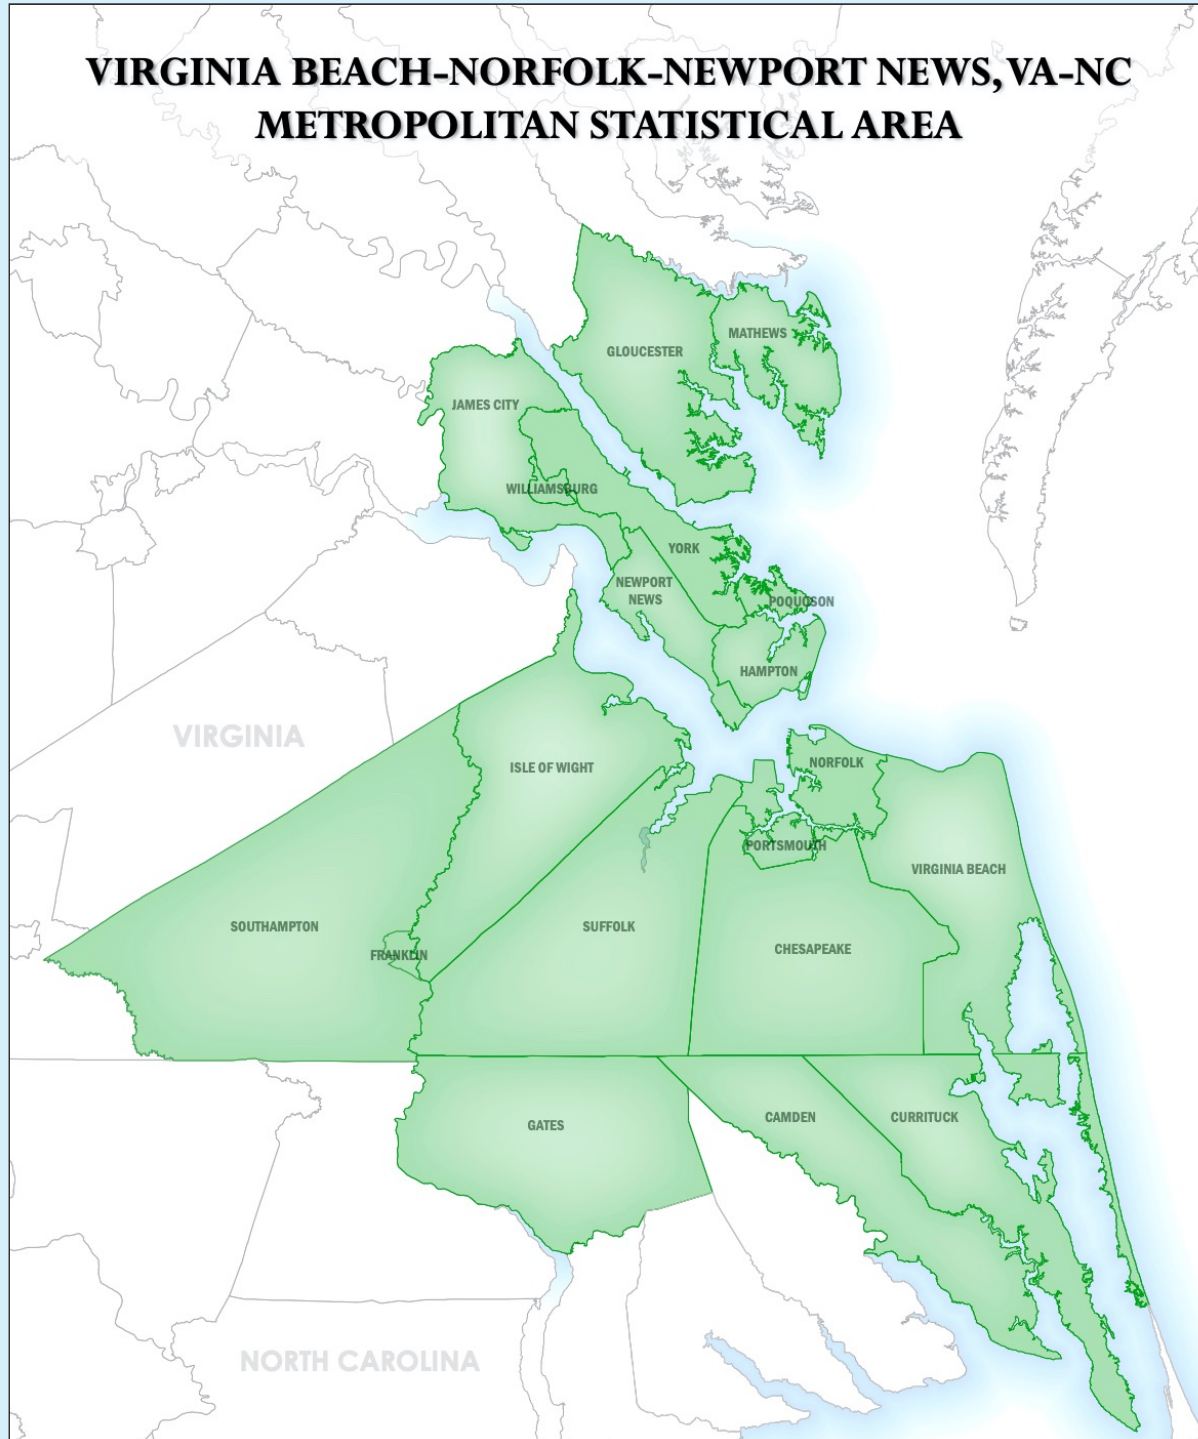 VIRGINIA BEACH-NORFOLK-NEWPORT NEWS, VA-NC
METROPOLITAN STATISTICAL AREA
MATHEWS
GLOUCESTER
JAMES CITY
WILLIAMSBURG
YORK
NEWPORT
NEWS
POQUOSON
HAMPTON
VIRGINIA
ISLE OF WIGHT
NORFOLK
PORTSMOUTH
VIRGINIA BEACH
SOUTHAMPTON
SUFFOLK
FRANKLIN
CHESAPEAKE
GATES
CAMDEN
CURRITUCK
NORTH CAROLINA